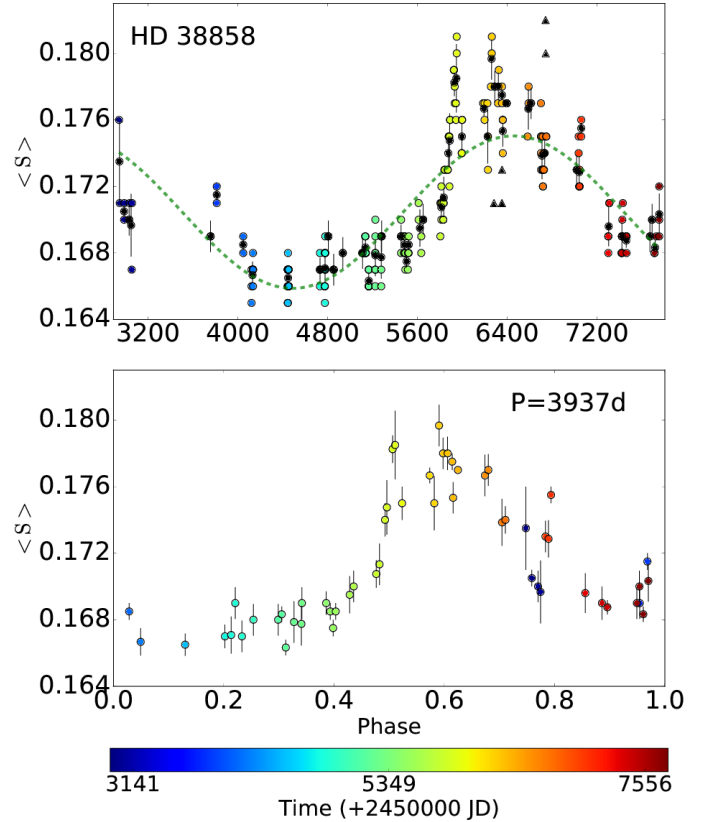 HD 38858
0.180
0.176
0.172
0.168
0.164
<S>
3200 4000 4800 5600 6400 7200
P=3937d
0.180
0.176
0.172
0.168
0.164
<S>
0.0 0.2 0.4 0.6 0.8 1.0
Phase
3141 5349 7556
Time (+2450000 JD)